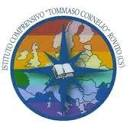 ISTITUTO COMPRENSIVO "TOMMASO CORNELIO" ROVITO (CS)